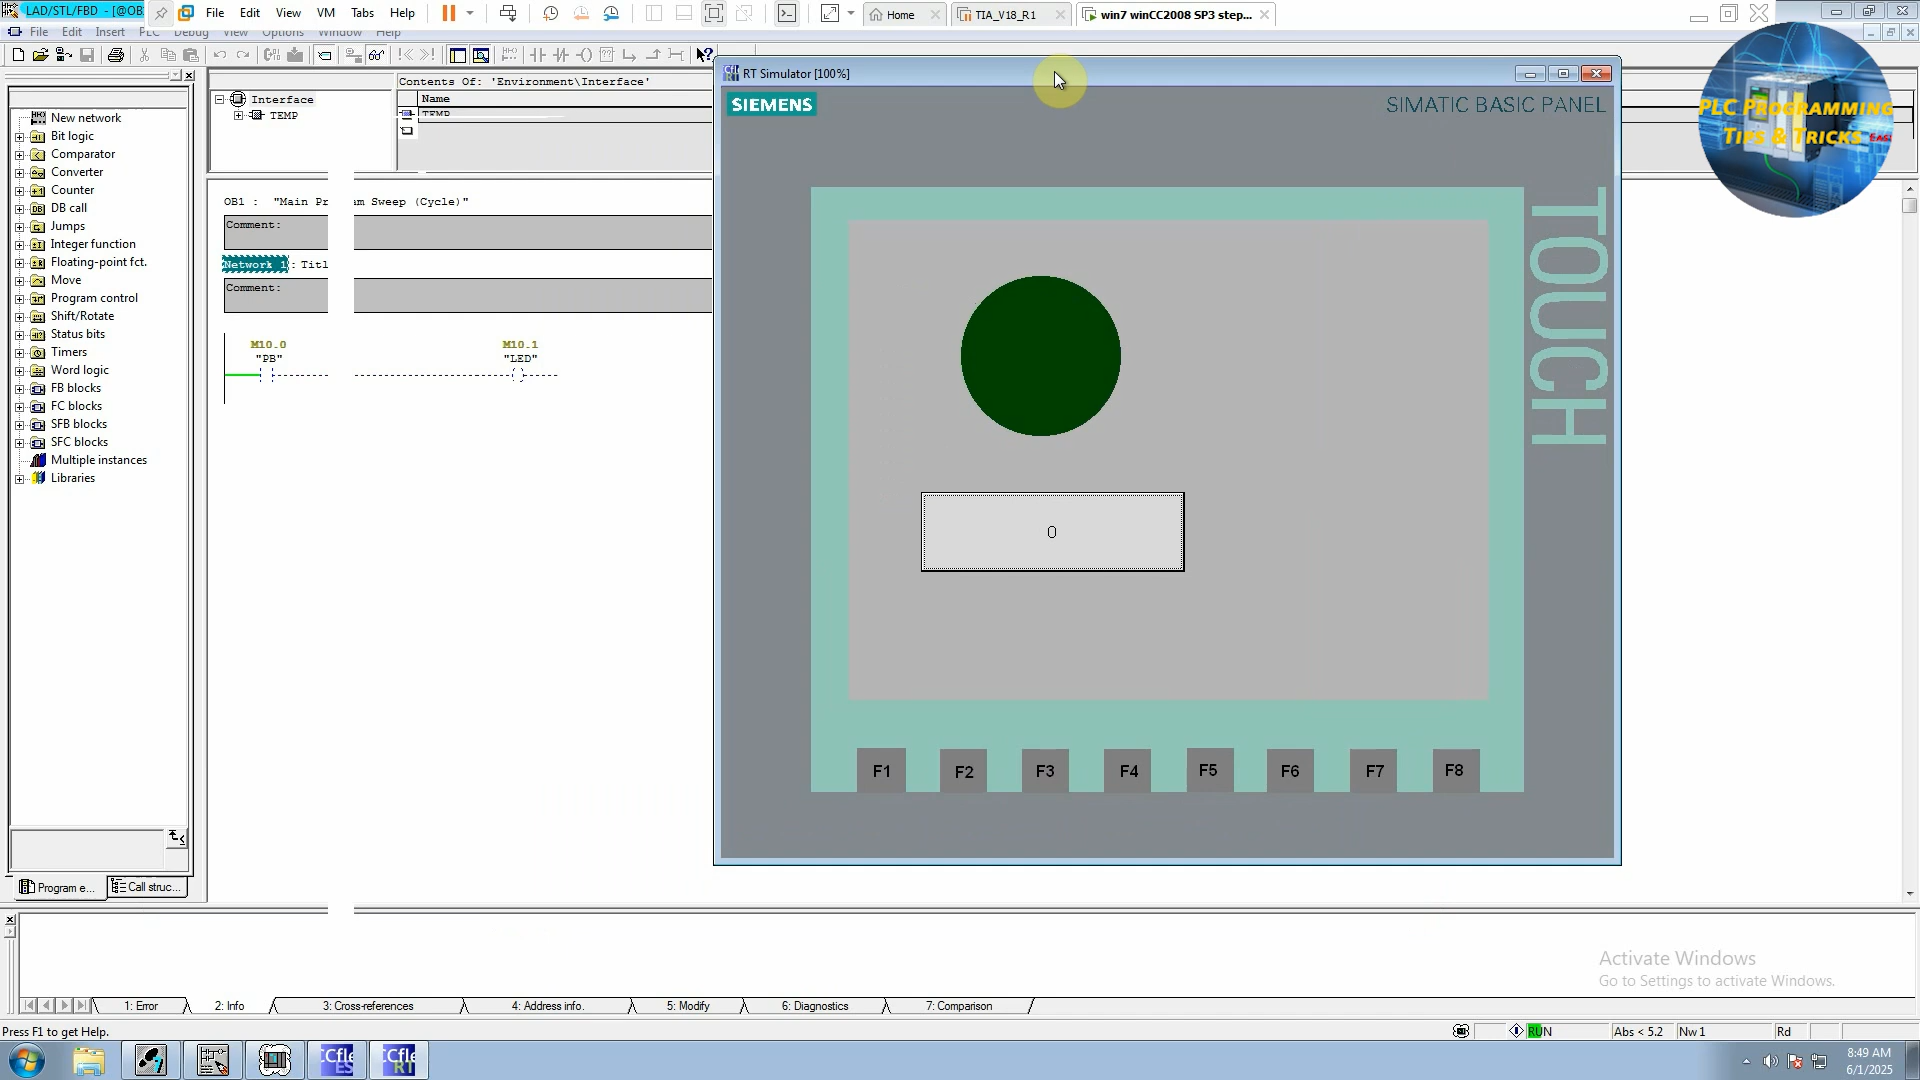 LAD/STL/FBD - [@OB
File Edit View VM Tabs Help
Home
TIA_V18_R1
win7 winCC2008 SP3 step...
File Edit Insert PLC Debug View Options Window Help
Contents Of: 'Environment\Interface'
Interface
TEMP
Name
TEMP
New network
Bit logic
Comparator
Converter
Counter
DB call
Jumps
Integer function
Floating-point fct.
Move
Program control
Shift/Rotate
Status bits
Timers
Word logic
FB blocks
FC blocks
SFB blocks
SFC blocks
Multiple instances
Libraries
Program e...
Call struc...
OB1 : "Main Pr am Sweep (Cycle)"
Comment:
Network 1: Titl
Comment:
M10.0
"PB"
M10.1
"LED"
RT Simulator [100%]
SIEMENS
SIMATIC BASIC PANEL
TOUCH
0
F1 F2 F3 F4 F5 F6 F7 F8
PLC PROGRAMMING
TIPS & TRICKS EASY
Activate Windows
Go to Settings to activate Windows.
1: Error
2: Info
3: Cross-references
4: Address info.
5: Modify
6: Diagnostics
7: Comparison
Press F1 to get Help.
RUN
Abs < 5.2
Nw 1
Rd
CCfle
ES
CCfle
RT
8:49 AM
6/1/2025